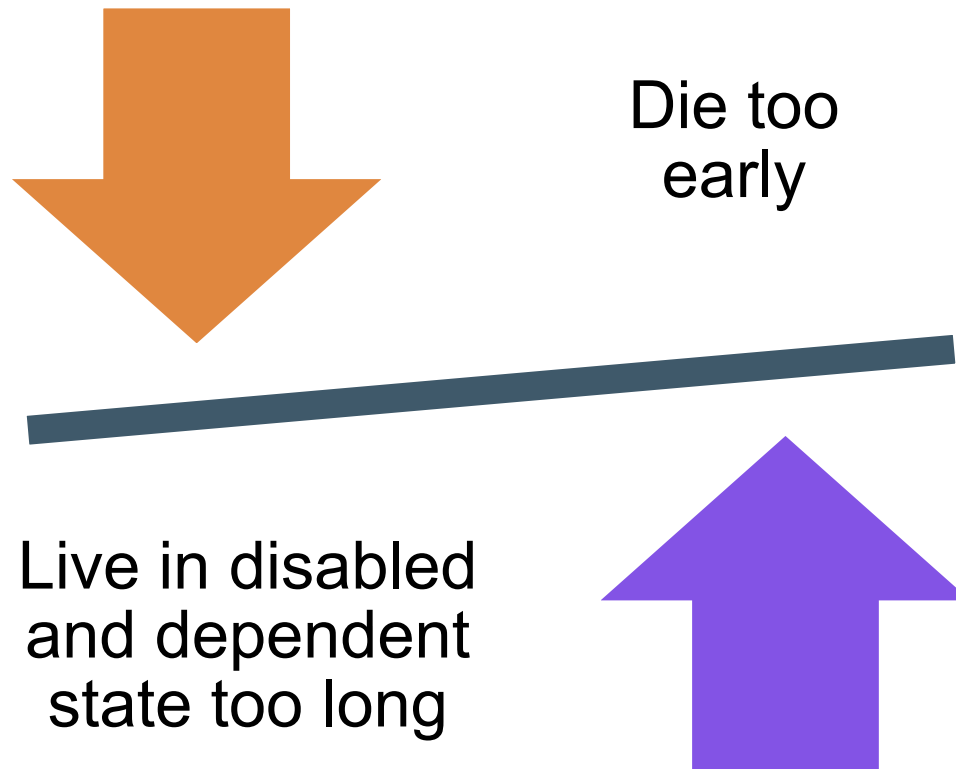 Die too
early
Live in disabled
and dependent
state too long